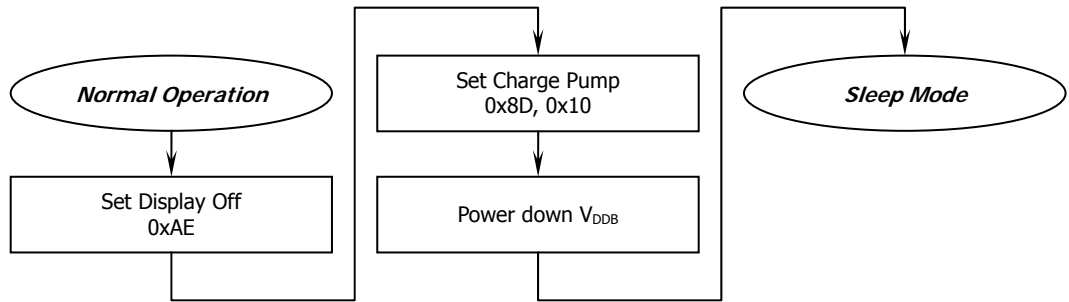 Normal Operation
Set Display Off
0xAE
Set Charge Pump
0x8D, 0x10
Power down VDDB
Sleep Mode